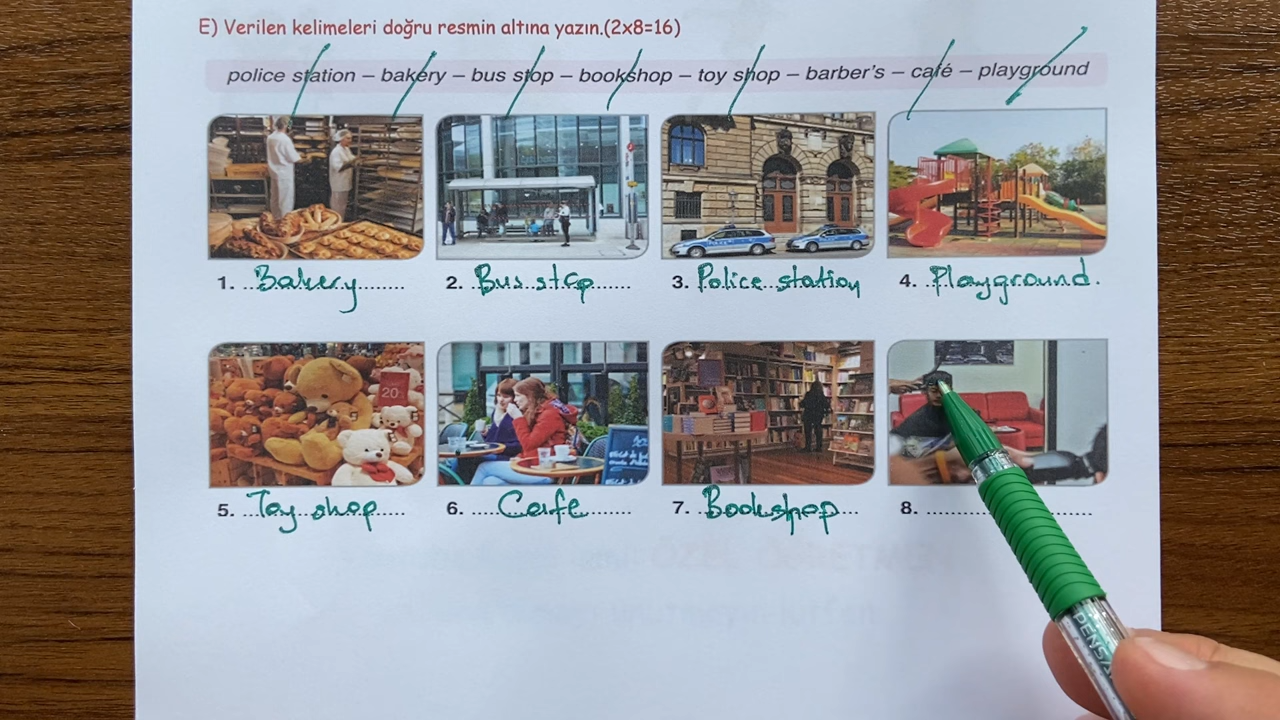 E) Verilen kelimeleri doğru resmin altına yazın.(2x8=16)
police station – bakery – bus stop – bookshop – toy shop – barber's – café – playground
1. Bakery
2. Bus stop
3. Police station
4. Playground.
20
5. Toy shop
6. Cafe
7. Bookshop
8.
PENSA